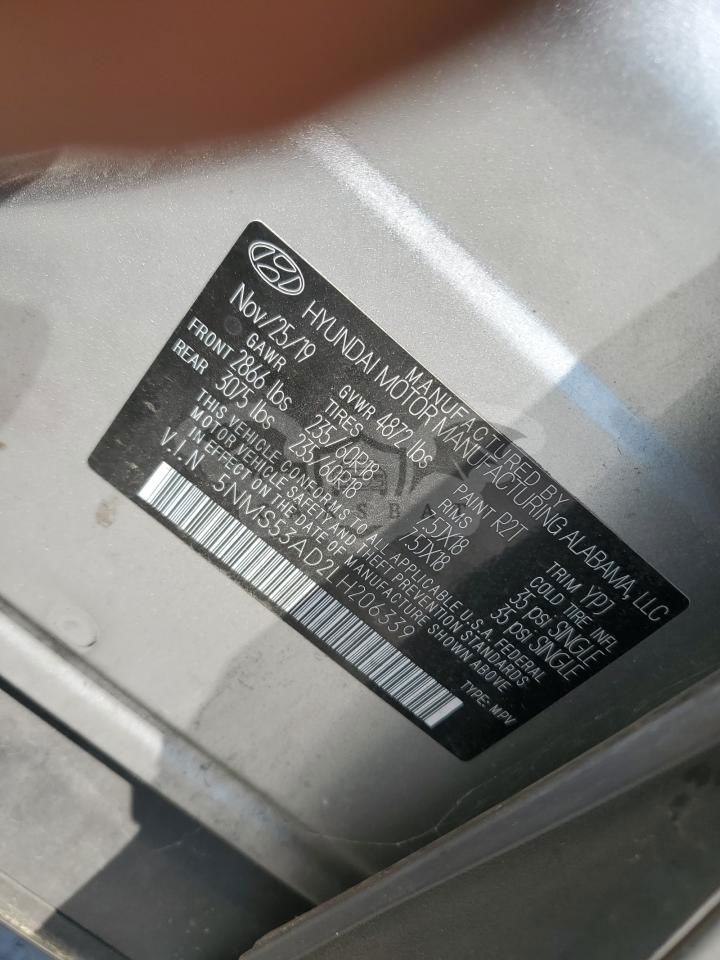 MANUFACTURED BY
HYUNDAI MOTOR MANUFACTURING ALABAMA, LLC
Nov/25/19 GVWR 4872 lbs PAINT R2T TRIM YPJ
GAWR TIRES RIMS COLD TIRE INFL
FRONT 2866 lbs 235/60R18 7.5JX18 35 psi SINGLE
REAR 3075 lbs 235/60R18 7.5JX18 35 psi SINGLE
THIS VEHICLE CONFORMS TO ALL APPLICABLE U.S.A. FEDERAL
MOTOR VEHICLE SAFETY AND THEFT PREVENTION STANDARDS
IN EFFECT ON THE DATE OF MANUFACTURE SHOWN ABOVE
V.I.N 5NMS53AD2LH206339 TYPE: MPV